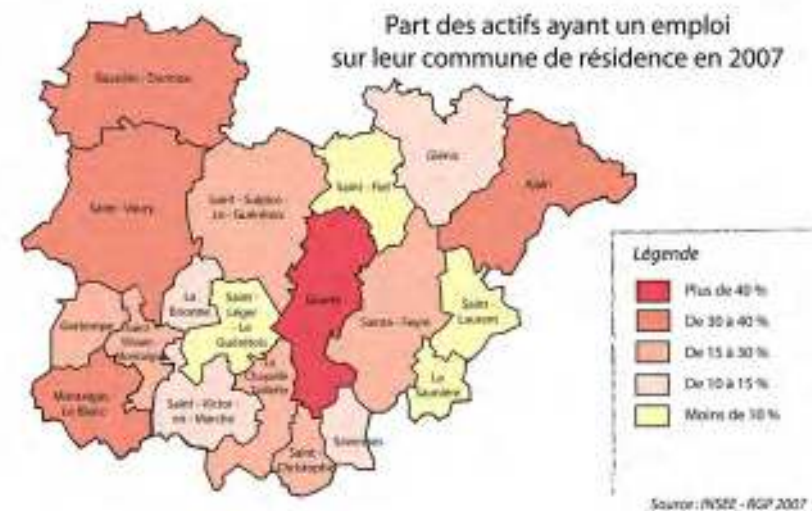 Part des actifs ayant un emploi
sur leur commune de résidence en 2007
Saint - Fiel
Glénic
Ajain
Saint - Vaury
Saint - Sulpice
- Le - Guérétois
La
Brionne
Saint -
Léger
- Le
Guérétois
Guéret
Sainte - Feyre
Saint
Laurent
La
Saunière
Gartempe
La
Chapelle
Taillefert
Saint - Victor
- en - Marche
Saint -
Christophe
Savennes
Légende
Plus de 40 %
De 30 à 40 %
De 15 à 30 %
De 10 à 15 %
Moins de 10 %
Source : INSEE - RGP 2007